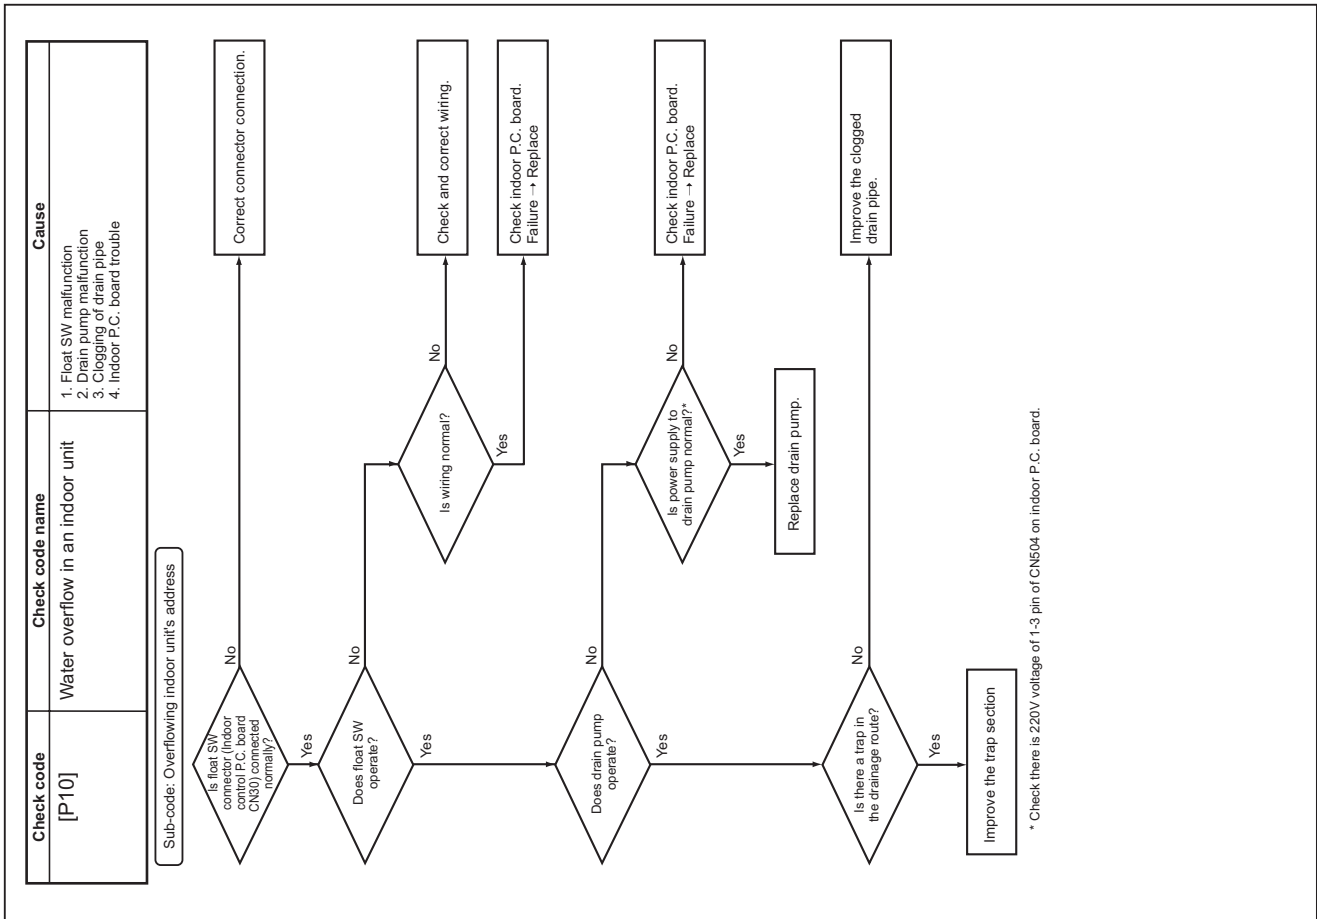 Check code
Check code name
Cause
[P10]
Water overflow in an indoor unit
1. Float SW malfunction
2. Drain pump malfunction
3. Clogging of drain pipe
4. Indoor P.C. board trouble
Sub-code: Overflowing indoor unit's address
Is float SW
connector (Indoor
control P.C. board
CN30) connected
normally?
No
Correct connector connection.
Yes
Does float SW
operate?
No
Is wiring normal?
No
Check and correct wiring.
Yes
Check indoor P.C. board.
Failure → Replace
Yes
Does drain pump
operate?
No
Is power supply to
drain pump normal?*
No
Check indoor P.C. board.
Failure → Replace
Yes
Replace drain pump.
Yes
Is there a trap in
the drainage route?
No
Improve the clogged
drain pipe.
Yes
Improve the trap section
* Check there is 220V voltage of 1-3 pin of CN504 on indoor P.C. board.